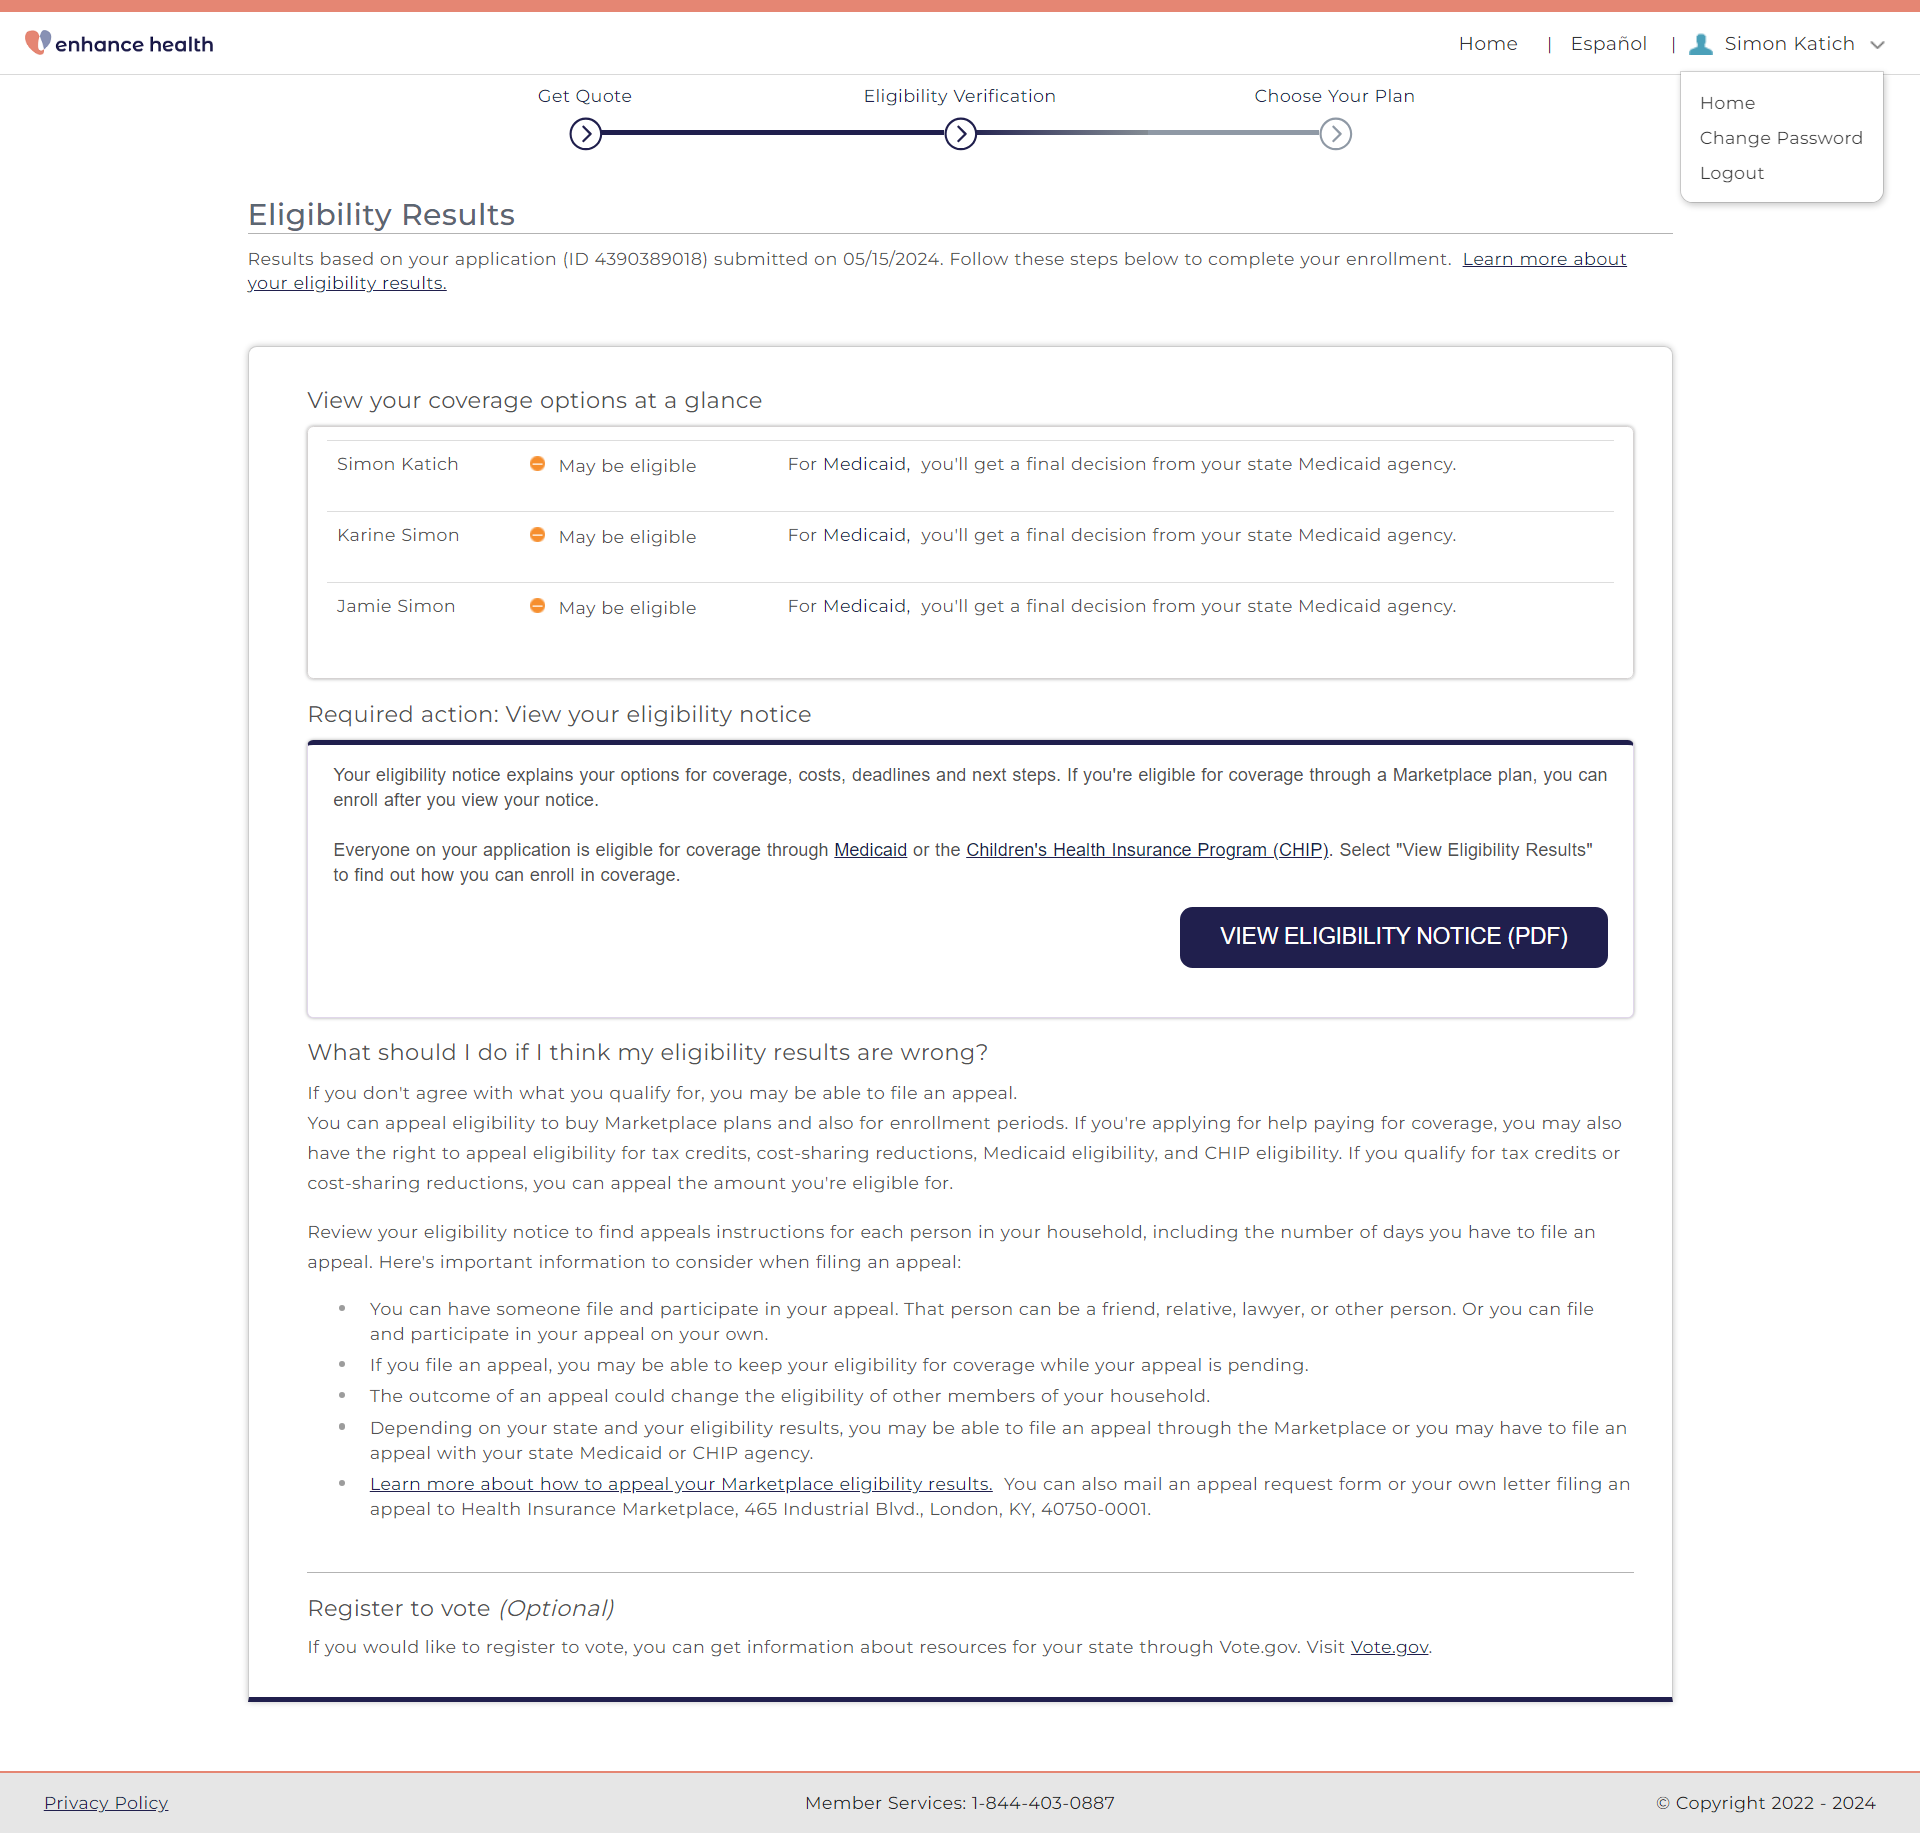 enhance health
Home | Español | Simon Katich
Home
Change Password
Logout
Get Quote
Eligibility Verification
Choose Your Plan
Eligibility Results
Results based on your application (ID 4390389018) submitted on 05/15/2024. Follow these steps below to complete your enrollment. Learn more about
your eligibility results.
View your coverage options at a glance
Simon Katich May be eligible For Medicaid, you'll get a final decision from your state Medicaid agency.
Karine Simon May be eligible For Medicaid, you'll get a final decision from your state Medicaid agency.
Jamie Simon May be eligible For Medicaid, you'll get a final decision from your state Medicaid agency.
Required action: View your eligibility notice
Your eligibility notice explains your options for coverage, costs, deadlines and next steps. If you're eligible for coverage through a Marketplace plan, you can
enroll after you view your notice.
Everyone on your application is eligible for coverage through Medicaid or the Children's Health Insurance Program (CHIP). Select "View Eligibility Results"
to find out how you can enroll in coverage.
VIEW ELIGIBILITY NOTICE (PDF)
What should I do if I think my eligibility results are wrong?
If you don't agree with what you qualify for, you may be able to file an appeal.
You can appeal eligibility to buy Marketplace plans and also for enrollment periods. If you're applying for help paying for coverage, you may also
have the right to appeal eligibility for tax credits, cost-sharing reductions, Medicaid eligibility, and CHIP eligibility. If you qualify for tax credits or
cost-sharing reductions, you can appeal the amount you're eligible for.
Review your eligibility notice to find appeals instructions for each person in your household, including the number of days you have to file an
appeal. Here's important information to consider when filing an appeal:
• You can have someone file and participate in your appeal. That person can be a friend, relative, lawyer, or other person. Or you can file
and participate in your appeal on your own.
• If you file an appeal, you may be able to keep your eligibility for coverage while your appeal is pending.
• The outcome of an appeal could change the eligibility of other members of your household.
• Depending on your state and your eligibility results, you may be able to file an appeal through the Marketplace or you may have to file an
appeal with your state Medicaid or CHIP agency.
• Learn more about how to appeal your Marketplace eligibility results. You can also mail an appeal request form or your own letter filing an
appeal to Health Insurance Marketplace, 465 Industrial Blvd., London, KY, 40750-0001.
Register to vote (Optional)
If you would like to register to vote, you can get information about resources for your state through Vote.gov. Visit Vote.gov.
Privacy Policy
Member Services: 1-844-403-0887
© Copyright 2022 - 2024